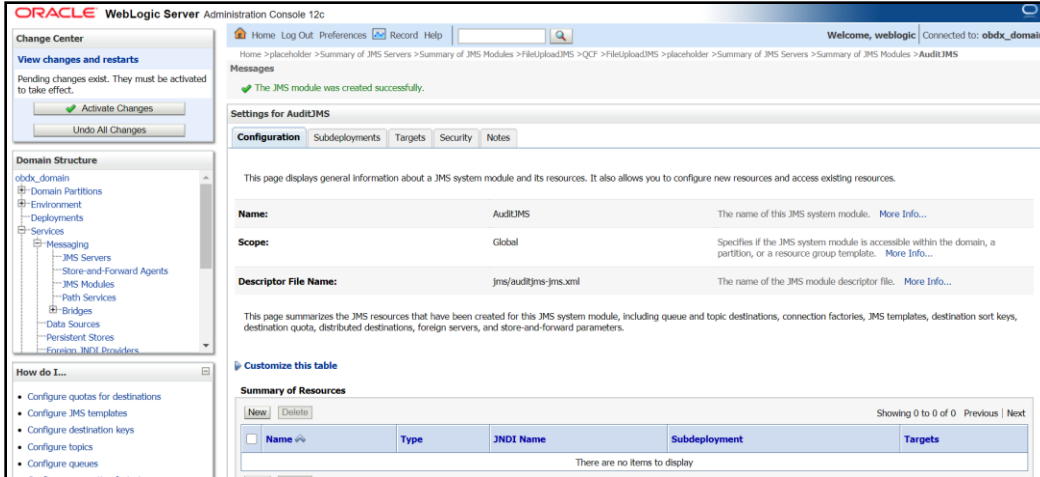 ORACLE WebLogic Server Administration Console 12c
Change Center
View changes and restarts
Pending changes exist. They must be activated
to take effect.
Activate Changes
Undo All Changes
Domain Structure
obdx_domain
Domain Partitions
Environment
Deployments
Services
Messaging
JMS Servers
Store-and-Forward Agents
JMS Modules
Path Services
Bridges
Data Sources
Persistent Stores
Foreign JNDI Providers
How do I...
Configure quotas for destinations
Configure JMS templates
Configure destination keys
Configure topics
Configure queues
Home Log Out Preferences Record Help
Welcome, weblogic Connected to: obdx_domain
Home >placeholder >Summary of JMS Servers >Summary of JMS Modules >FileUploadJMS >QCF >FileUploadJMS >placeholder >Summary of JMS Servers >Summary of JMS Modules >AuditJMS
Messages
The JMS module was created successfully.
Settings for AuditJMS
Configuration Subdeployments Targets Security Notes
This page displays general information about a JMS system module and its resources. It also allows you to configure new resources and access existing resources.
Name: AuditJMS The name of this JMS system module. More Info...
Scope: Global Specifies if the JMS system module is accessible within the domain, a
partition, or a resource group template. More Info...
Descriptor File Name: jms/auditjms-jms.xml The name of the JMS module descriptor file. More Info...
This page summarizes the JMS resources that have been created for this JMS system module, including queue and topic destinations, connection factories, JMS templates, destination sort keys,
destination quota, distributed destinations, foreign servers, and store-and-forward parameters.
Customize this table
Summary of Resources
New Delete Showing 0 to 0 of 0 Previous | Next
Name Type JNDI Name Subdeployment Targets
There are no items to display